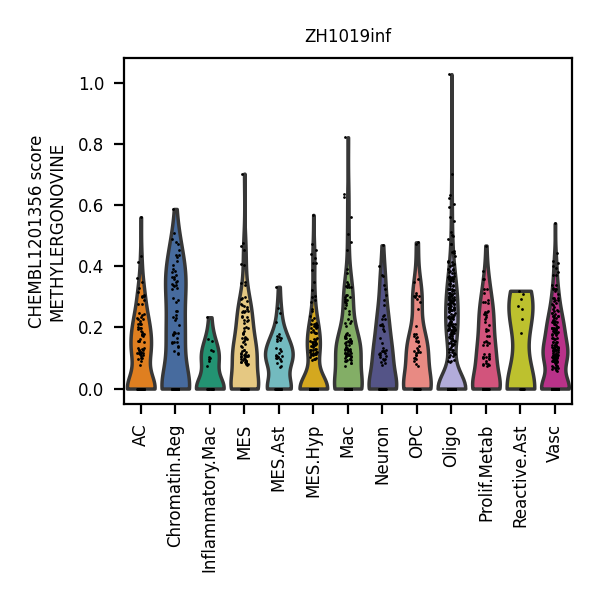 ZH1019inf
CHEMBL1201356 score
METHYLERGONOVINE
1.0
0.8
0.6
0.4
0.2
0.0
AC
Chromatin.Reg
Inflammatory.Mac
MES
MES.Ast
MES.Hyp
Mac
Neuron
OPC
Oligo
Prolif.Metab
Reactive.Ast
Vasc